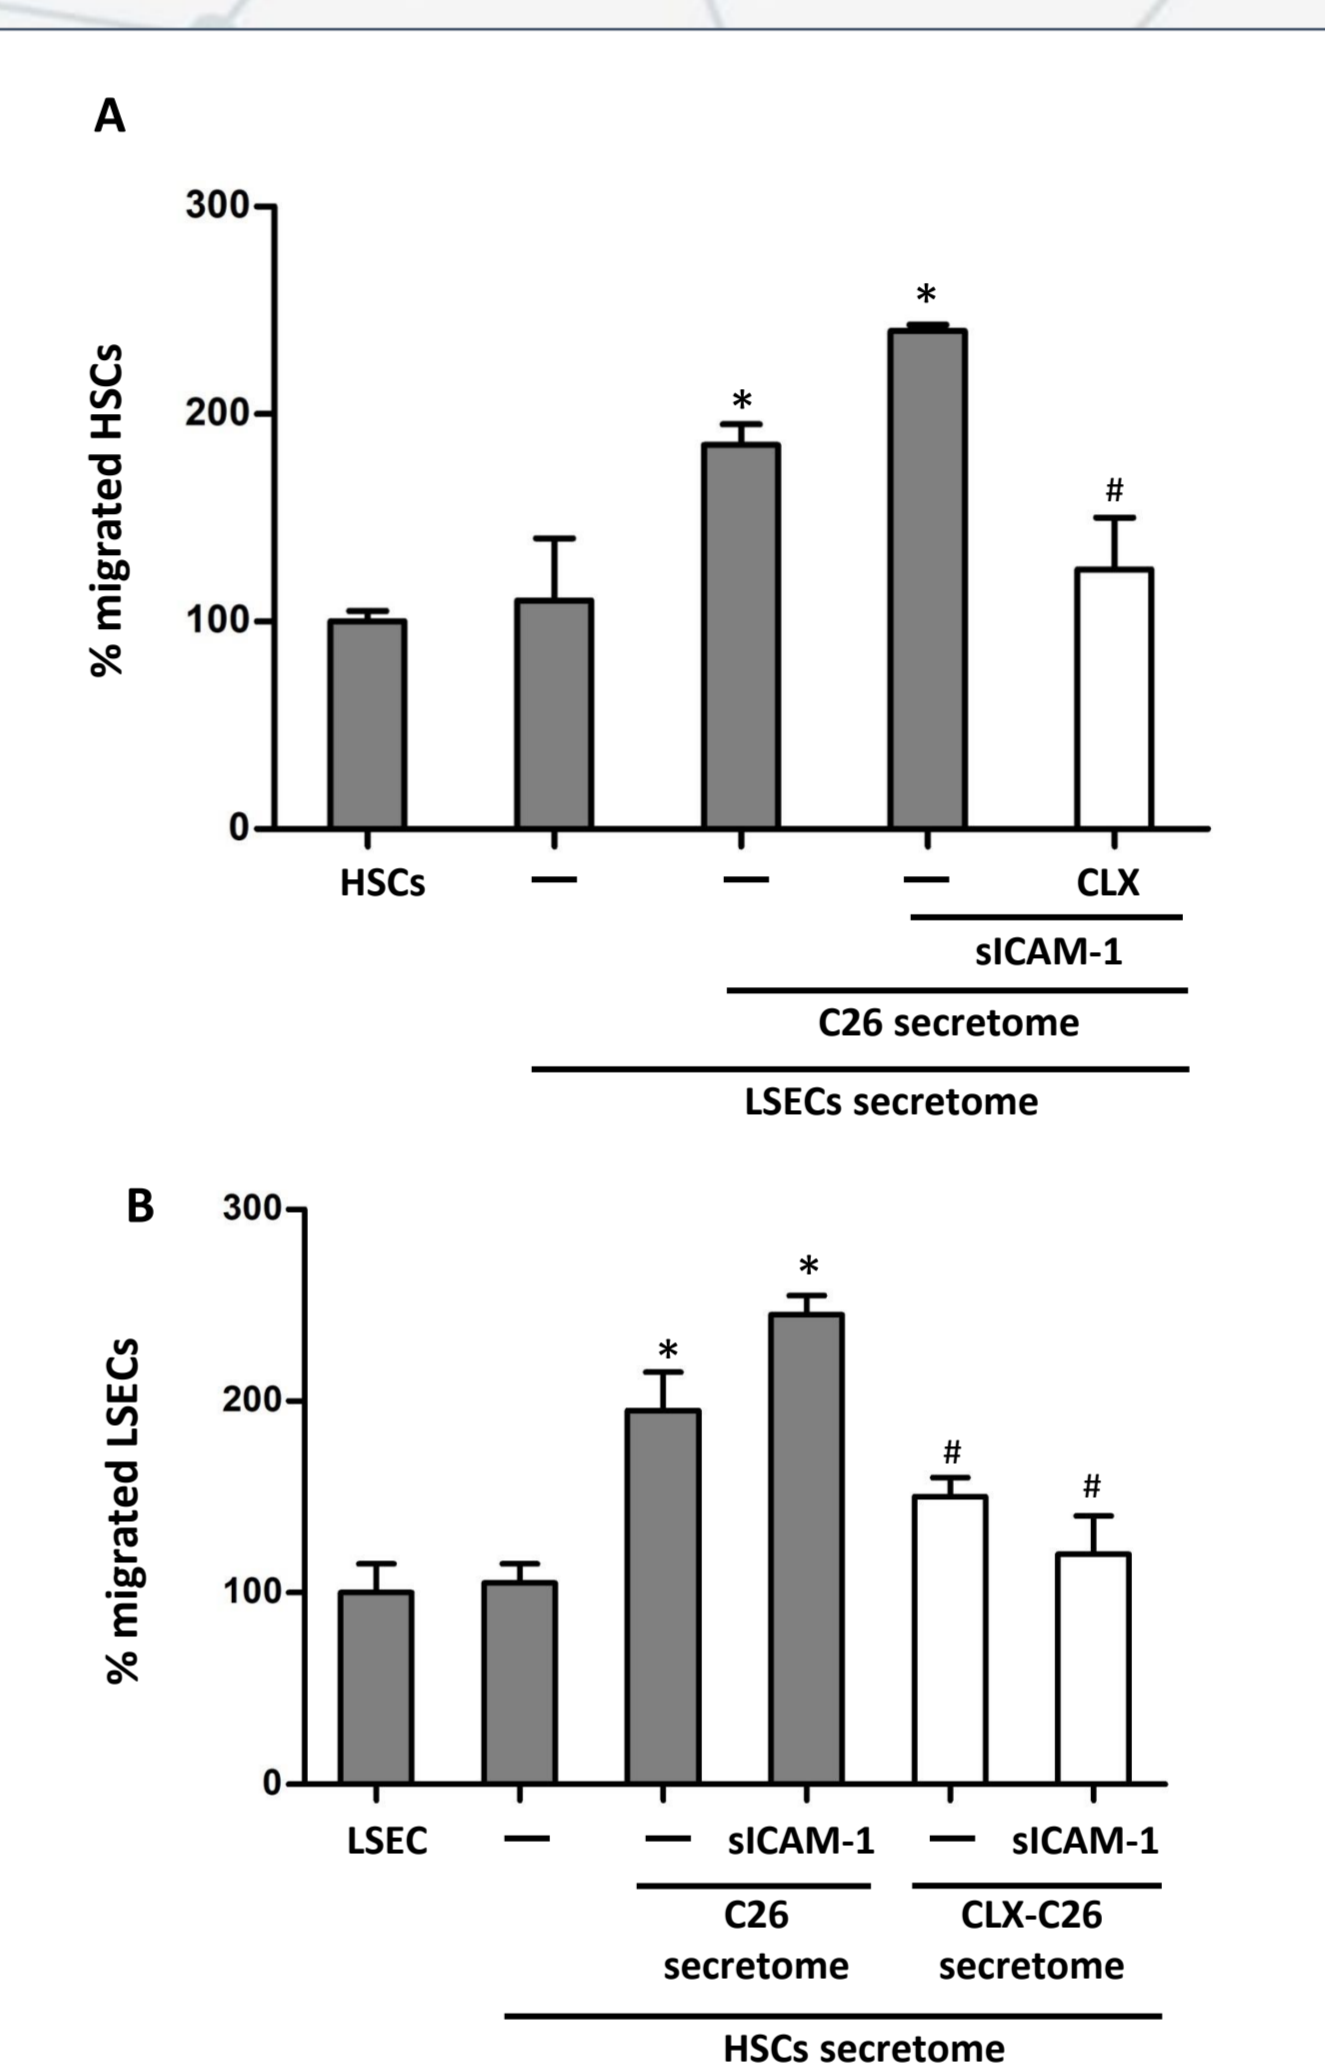 A
300
*
*
200
#
100
0
% migrated HSCs
HSCs — — — CLX
sICAM-1
C26 secretome
LSECs secretome
B
300
*
*
200
#
#
100
0
% migrated LSECs
LSEC — — sICAM-1 — sICAM-1
C26 CLX-C26
secretome secretome
HSCs secretome